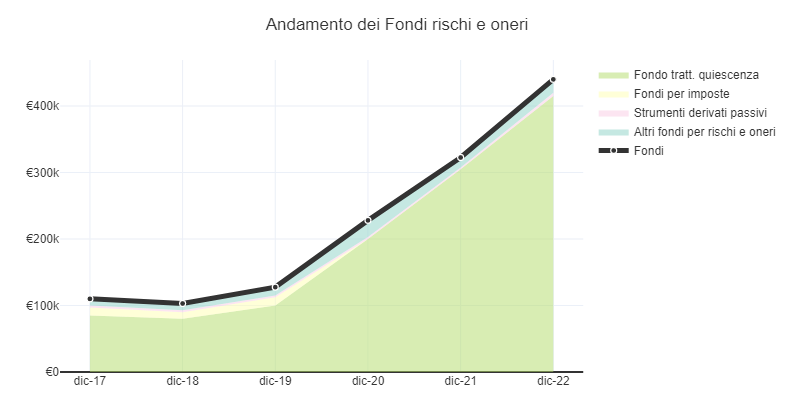 Andamento dei Fondi rischi e oneri
Fondo tratt. quiescenza
Fondi per imposte
Strumenti derivati passivi
Altri fondi per rischi e oneri
Fondi
€400k
€300k
€200k
€100k
€0
dic-17 dic-18 dic-19 dic-20 dic-21 dic-22